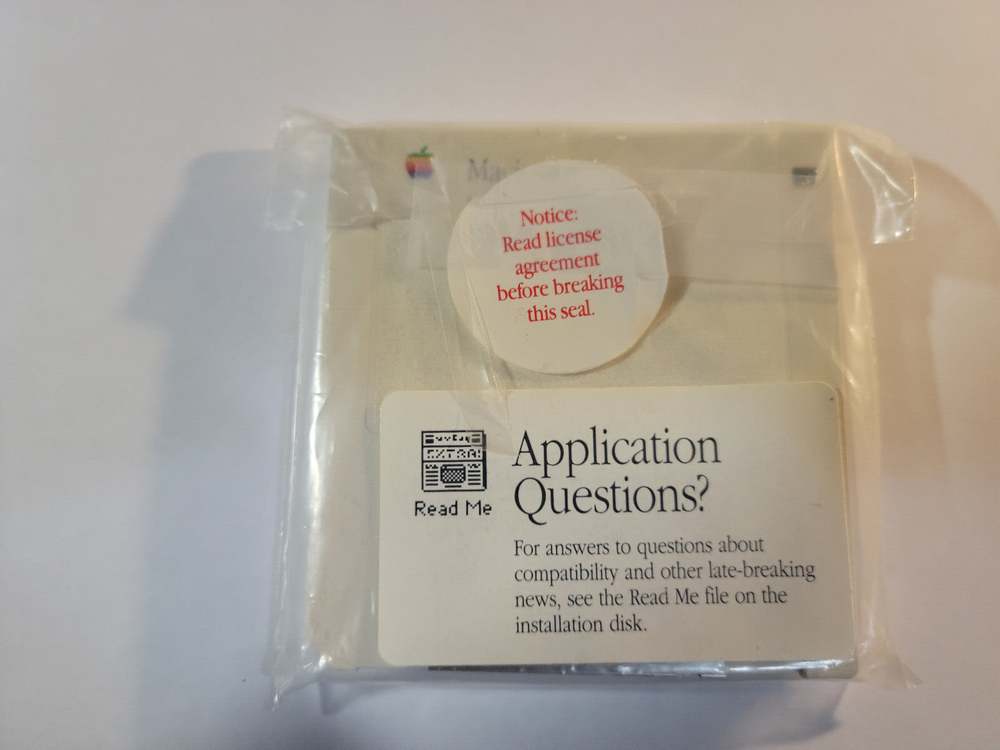 Notice:
Read license
agreement
before breaking
this seal.
EXTRA!
Read Me
Application
Questions?
For answers to questions about
compatibility and other late-breaking
news, see the Read Me file on the
installation disk.